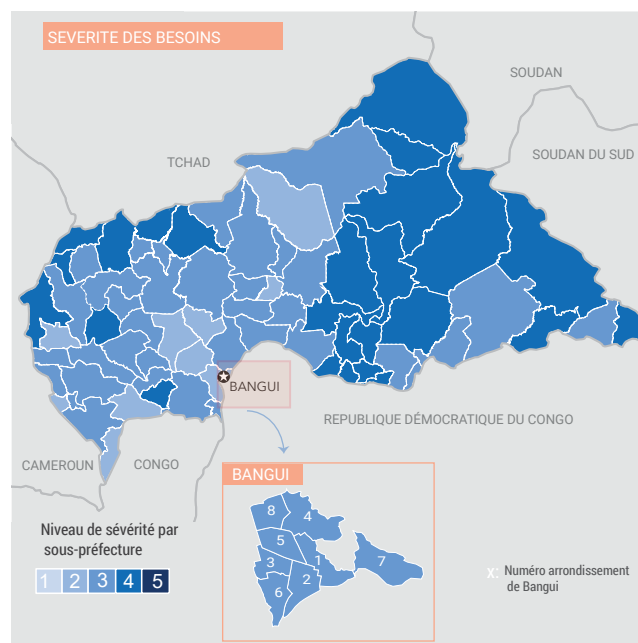 SEVERITE DES BESOINS
SOUDAN
TCHAD
SOUDAN DU SUD
BANGUI
REPUBLIQUE DÉMOCRATIQUE DU CONGO
CAMEROUN
CONGO
BANGUI
8
4
5
3
1
7
2
6
Niveau de sévérité par
sous-préfecture
1 2 3 4 5
x: Numéro arrondissement
de Bangui